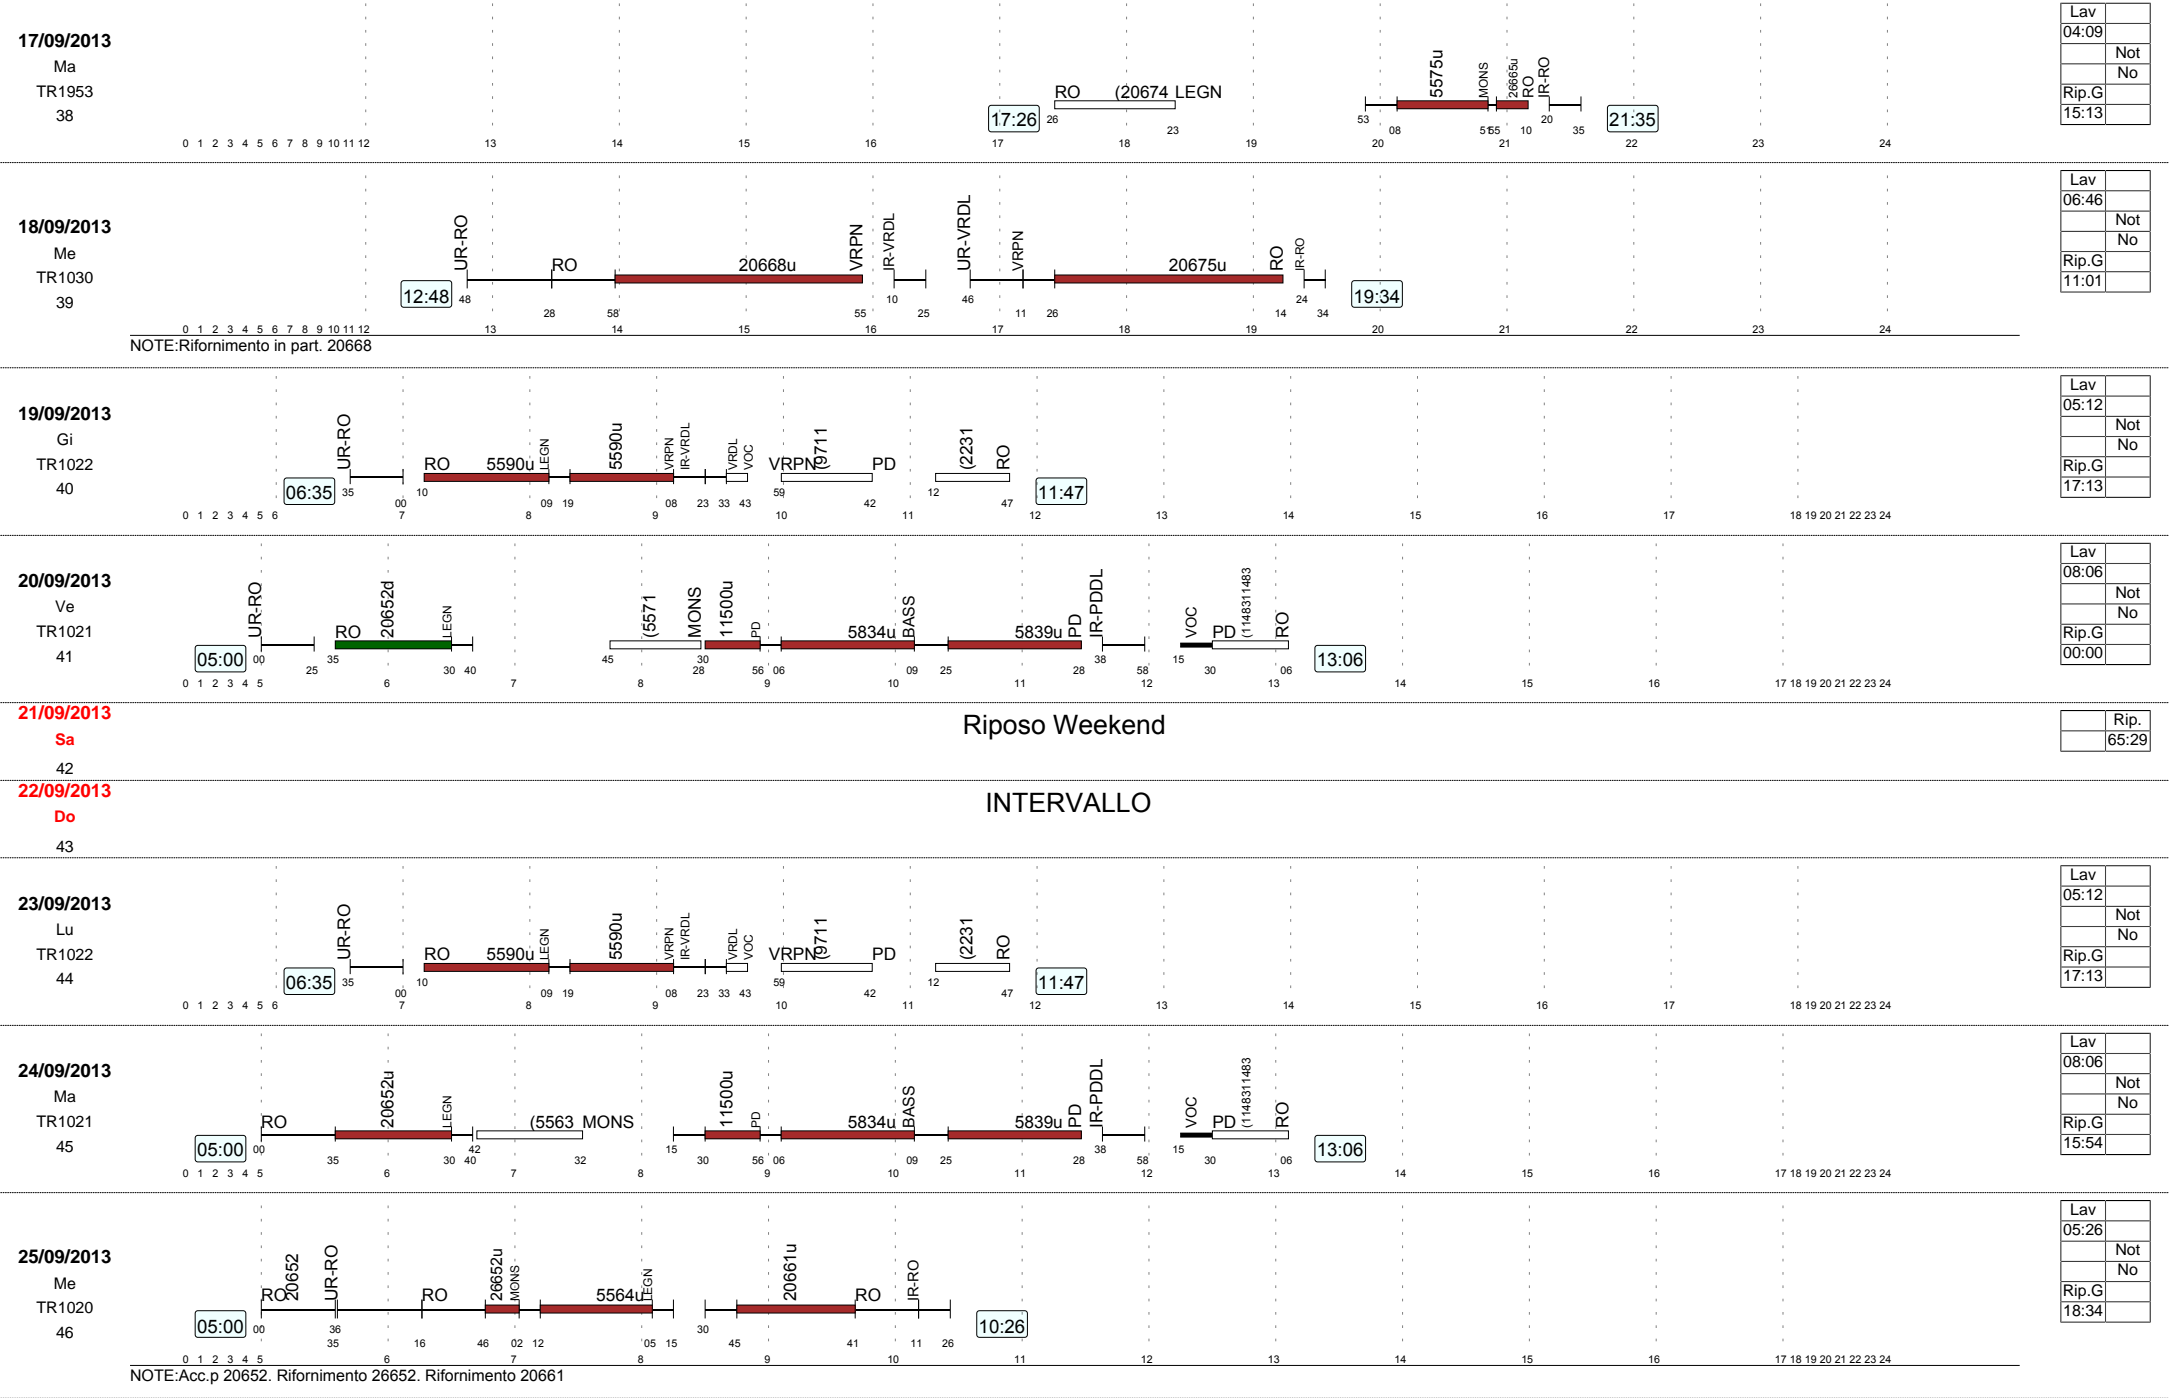 17/09/2013
Ma
TR1953
38
17:26
RO (20674 LEGN
26 23
5575u MONS 26665u RO IR-RO
53 08 51 55 10 20 35
21:35
0 1 2 3 4 5 6 7 8 9 10 11 12 13 14 15 16 17 18 19 20 21 22 23 24
Lav
04:09
Not
No
Rip.G
15:13
18/09/2013
Me
TR1030
39
12:48
UR-RO RO 20668u VRPN IR-VRDL UR-VRDL VRPN 20675u RO IR-RO
48 28 58 55 10 25 46 11 26 14 24 34
19:34
0 1 2 3 4 5 6 7 8 9 10 11 12 13 14 15 16 17 18 19 20 21 22 23 24
NOTE:Rifornimento in part. 20668
Lav
06:46
Not
No
Rip.G
11:01
19/09/2013
Gi
TR1022
40
06:35
UR-RO RO 5590u LEGN 5590u VRPN IR-VRDL VRDL VOC VRPN (9711 PD (2231 RO
35 00 10 09 19 08 23 33 43 59 42 12 47
11:47
0 1 2 3 4 5 6 7 8 9 10 11 12 13 14 15 16 17 18 19 20 21 22 23 24
Lav
05:12
Not
No
Rip.G
17:13
20/09/2013
Ve
TR1021
41
05:00
UR-RO RO 20652d LEGN (5571 MONS 11500u PD 5834u BASS 5839u PD IR-PDDL VOC PD (1148311483 RO
00 25 35 30 40 45 28 30 56 06 09 25 28 38 58 15 30 06
13:06
0 1 2 3 4 5 6 7 8 9 10 11 12 13 14 15 16 17 18 19 20 21 22 23 24
Lav
08:06
Not
No
Rip.G
00:00
21/09/2013
Sa
42
Riposo Weekend
Rip.
65:29
22/09/2013
Do
43
INTERVALLO
23/09/2013
Lu
TR1022
44
06:35
UR-RO RO 5590u LEGN 5590u VRPN IR-VRDL VRDL VOC VRPN (9711 PD (2231 RO
35 00 10 09 19 08 23 33 43 59 42 12 47
11:47
0 1 2 3 4 5 6 7 8 9 10 11 12 13 14 15 16 17 18 19 20 21 22 23 24
Lav
05:12
Not
No
Rip.G
17:13
24/09/2013
Ma
TR1021
45
05:00
RO 20652u LEGN (5563 MONS 11500u PD 5834u BASS 5839u PD IR-PDDL VOC PD (1148311483 RO
00 35 30 40 42 32 15 30 56 06 09 25 28 38 58 15 30 06
13:06
0 1 2 3 4 5 6 7 8 9 10 11 12 13 14 15 16 17 18 19 20 21 22 23 24
Lav
08:06
Not
No
Rip.G
15:54
25/09/2013
Me
TR1020
46
05:00
RO 20652 UR-RO RO 26652u MONS 5564u LEGN 20661u RO IR-RO
00 35 36 16 46 02 12 05 15 30 45 41 11 26
10:26
0 1 2 3 4 5 6 7 8 9 10 11 12 13 14 15 16 17 18 19 20 21 22 23 24
NOTE:Acc.p 20652. Rifornimento 26652. Rifornimento 20661
Lav
05:26
Not
No
Rip.G
18:34